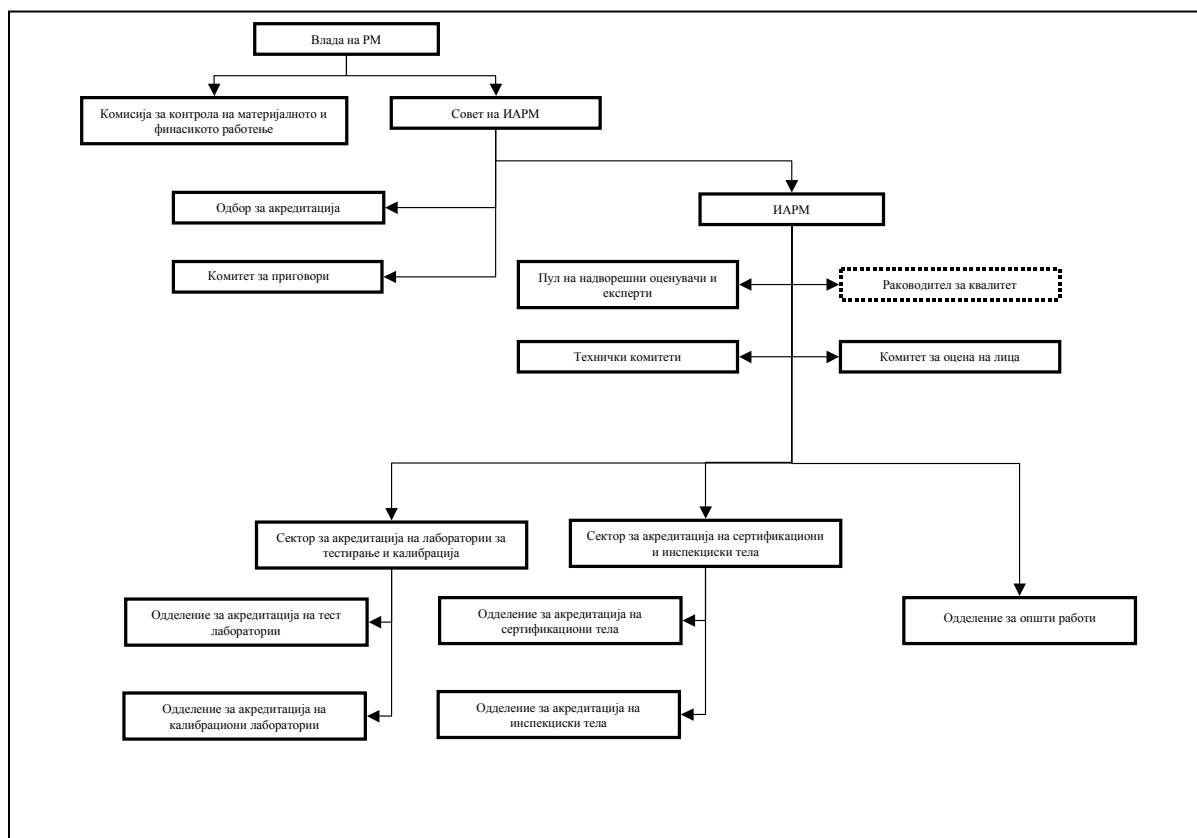 Влада на РМ
Комисија за контрола на материјалното и
финасикото работење
Совет на ИАРМ
Одбор за акредитација
ИАРМ
Комитет за приговори
Пул на надворешни оценувачи и
експерти
Раководител за квалитет
Технички комитети
Комитет за оцена на лица
Сектор за акредитација на лаборатории за
тестирање и калибрација
Сектор за акредитација на сертификациони
и инспекциски тела
Одделение за акредитација на тест
лаборатории
Одделение за акредитација на
сертификациони тела
Одделение за општи работи
Одделение за акредитација на
калибрациони лаборатории
Одделение за акредитација на
инспекциски тела